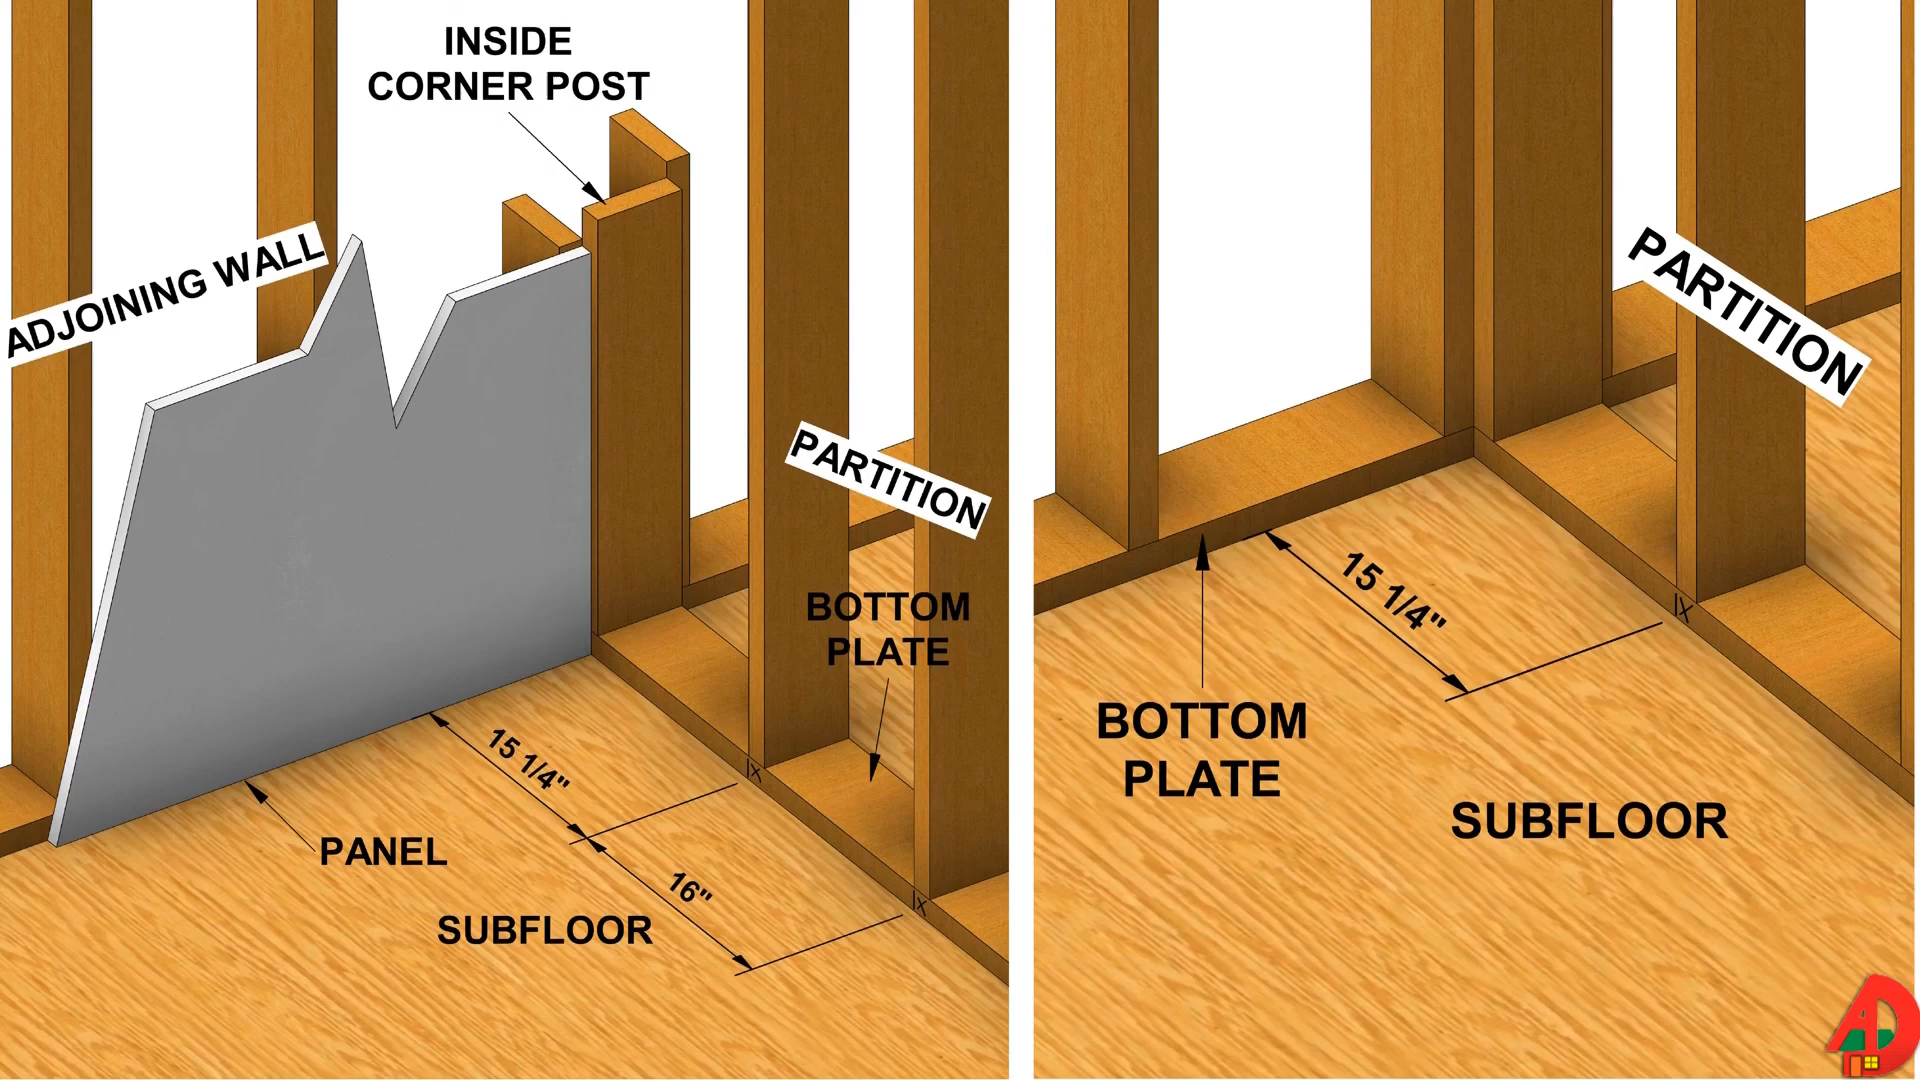 INSIDE
CORNER POST
ADJOINING WALL
PARTITION
BOTTOM
PLATE
15 1/4"
X
PANEL
16"
X
SUBFLOOR
PARTITION
15 1/4"
X
BOTTOM
PLATE
SUBFLOOR
AD